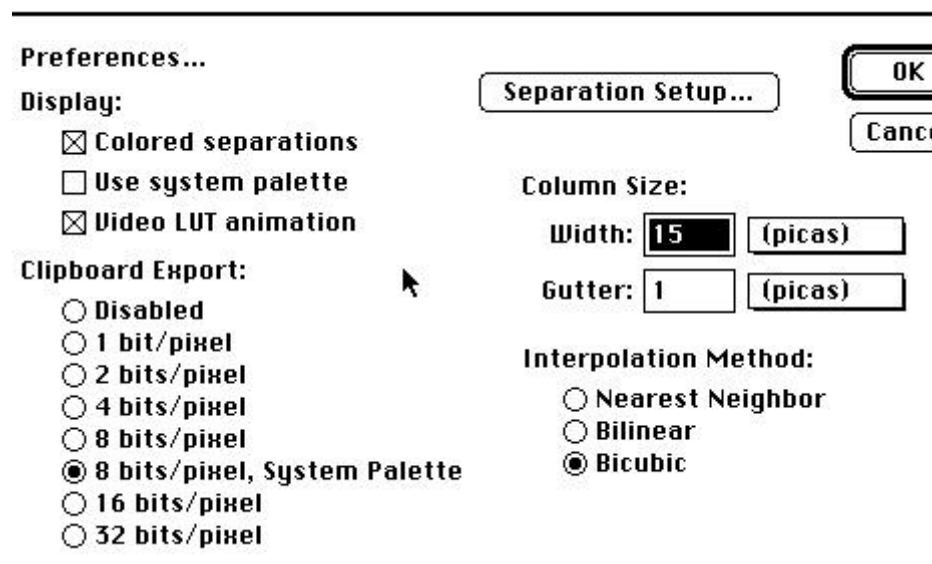 Preferences...
Separation Setup...
OK
Display:
Colored separations
Use system palette
Video LUT animation
Clipboard Export:
Disabled
1 bit/pixel
2 bits/pixel
4 bits/pixel
8 bits/pixel
8 bits/pixel, System Palette
16 bits/pixel
32 bits/pixel
Canc
Column Size:
Width: 15 (picas)
Gutter: 1 (picas)
Interpolation Method:
Nearest Neighbor
Bilinear
Bicubic